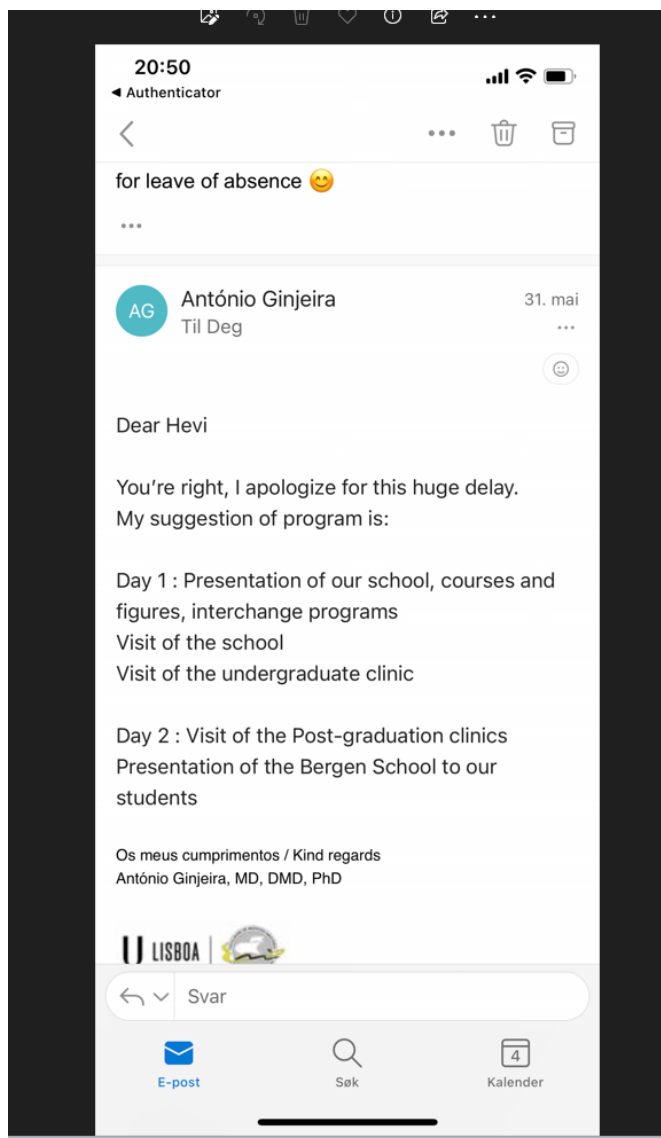 20:50
◄ Authenticator
for leave of absence 😊
...
AG
António Ginjeira
31. mai
Til Deg
...
Dear Hevi
You're right, I apologize for this huge delay.
My suggestion of program is:
Day 1 : Presentation of our school, courses and
figures, interchange programs
Visit of the school
Visit of the undergraduate clinic
Day 2 : Visit of the Post-graduation clinics
Presentation of the Bergen School to our
students
Os meus cumprimentos / Kind regards
António Ginjeira, MD, DMD, PhD
U LISBOA
Svar
4
E-post
Søk
Kalender